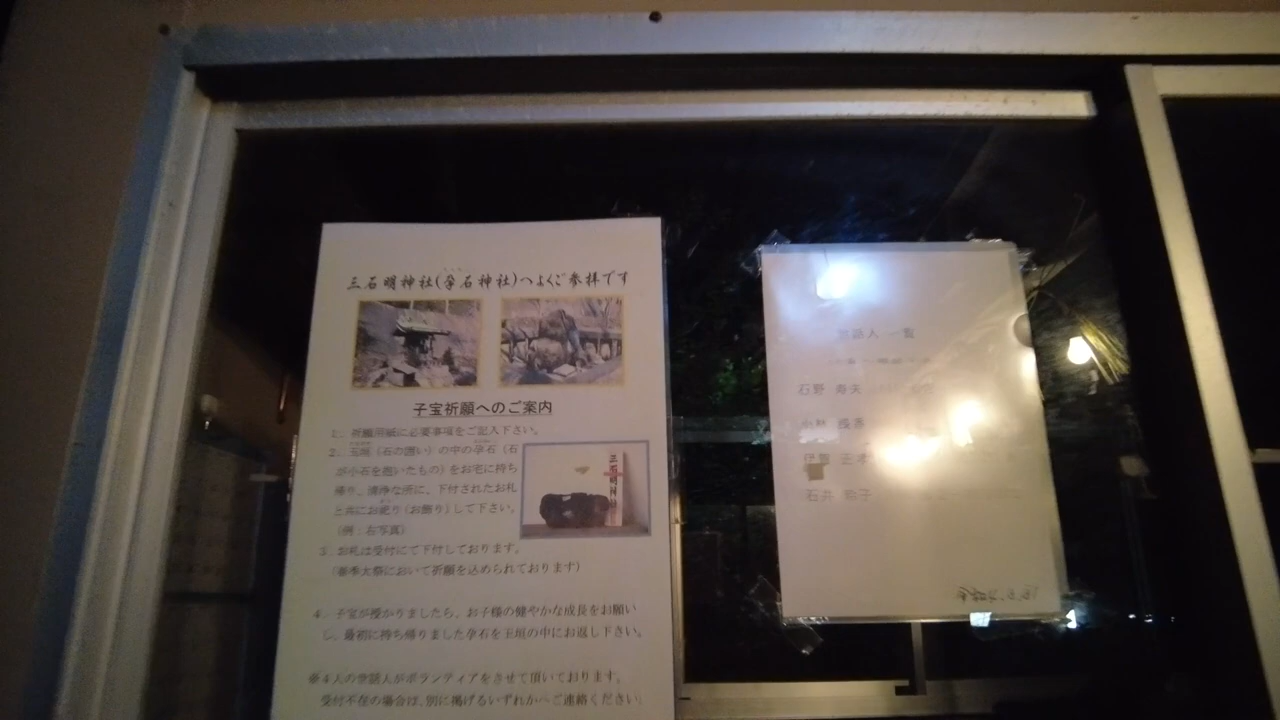 三石明神社(孕石神社)へようこそご参拝です
子宝祈願へのご案内
1．祈願用紙に必要事項をご記入下さい。
2．玉垣（石の囲い）の中の孕石（石
が小石を抱いたもの）をお宅に持ち
帰り、清浄な所に、下付されたお札
と共にお祀り（お飾り）して下さい。
（例：右写真）
三石明神
3．お札は受付にて下付しております。
（春季大祭において祈願を込められております）
4．子宝が授かりましたら、お子様の健やかな成長をお願い
し、最初に持ち帰りました孕石を玉垣の中にお返し下さい。
※4人の世話人がボランティアをさせて頂いております。
受付不在の場合は、別に掲げるいずれかへご連絡ください。
世話人一覧
石野 寿夫
小林
伊藤
石井